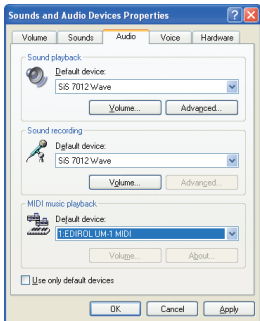 Sounds and Audio Devices Properties
Volume Sounds Audio Voice Hardware
Sound playback
Default device:
SiS 7012 Wave
Volume... Advanced...
Sound recording
Default device:
SiS 7012 Wave
Volume... Advanced...
MIDI music playback
Default device:
1:EDIROL UM-1 MIDI
Volume... About...
Use only default devices
OK Cancel Apply